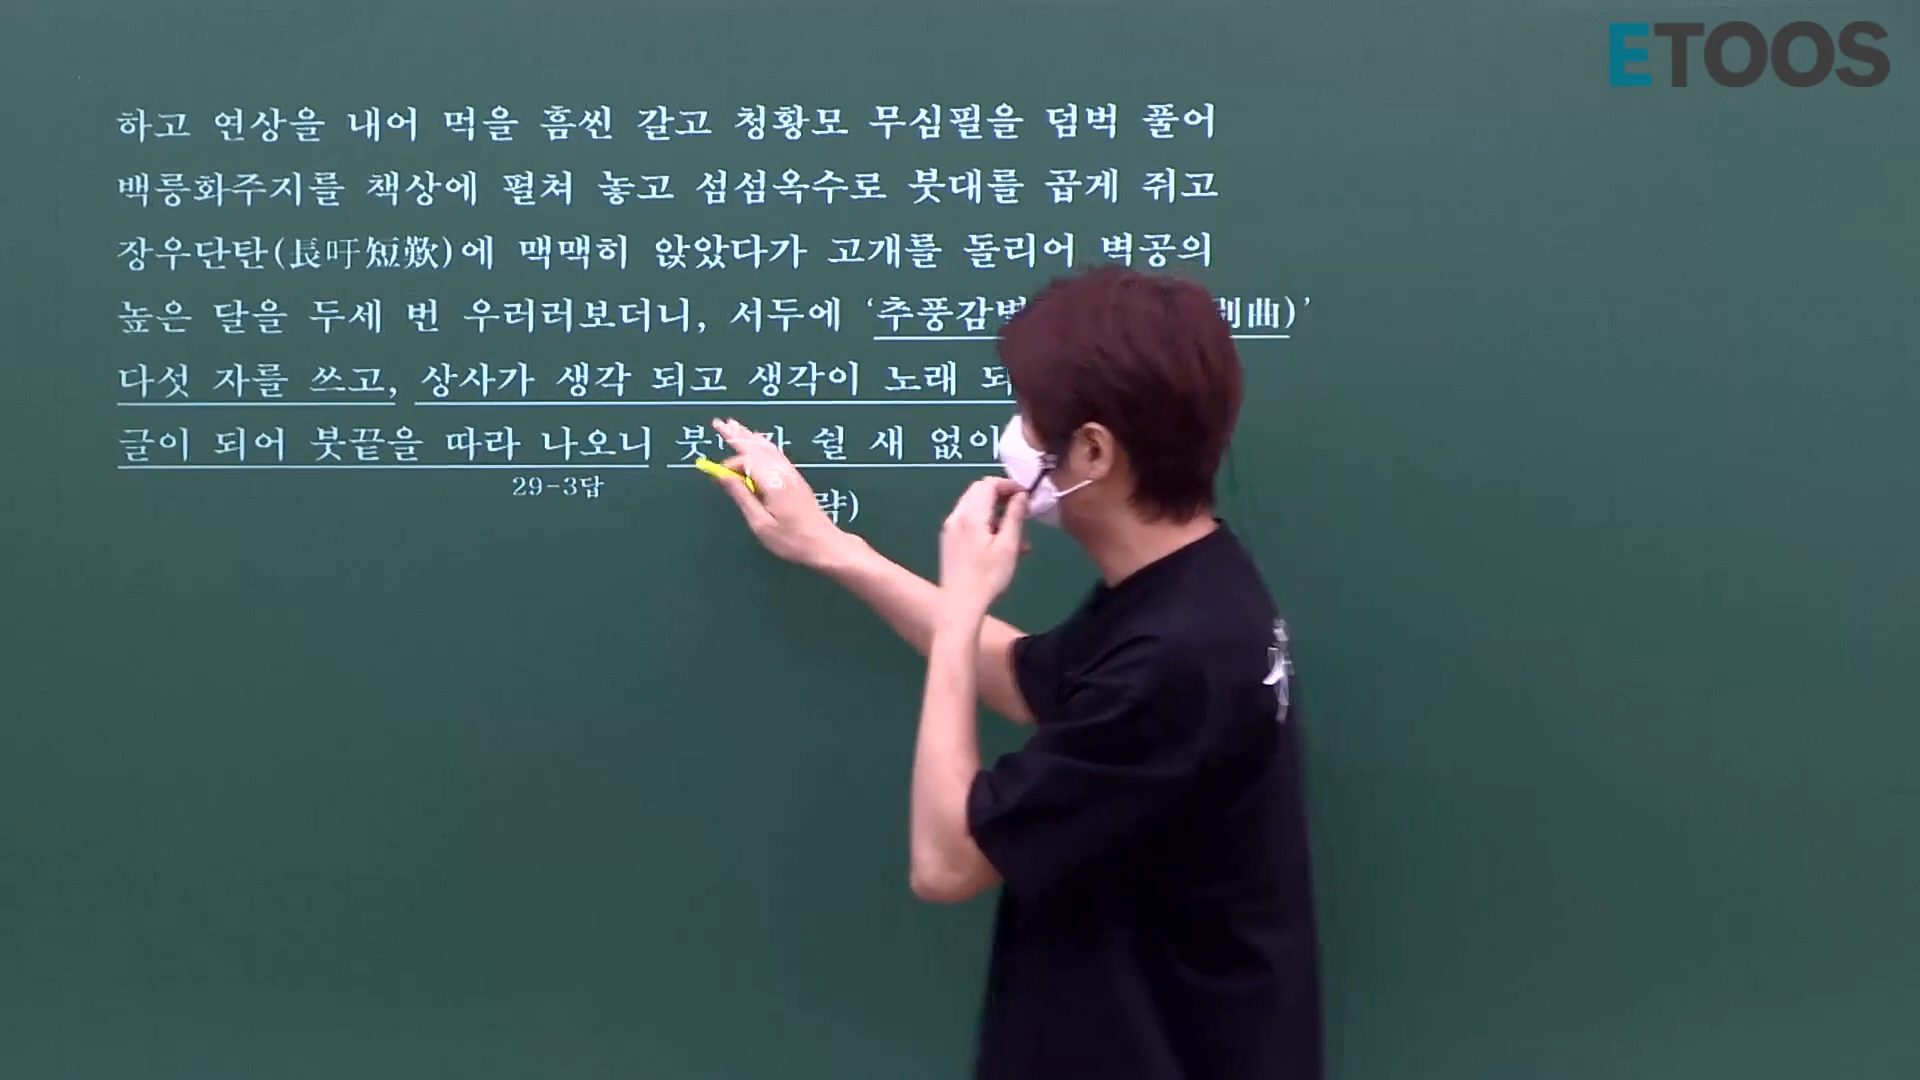 ETOOS
하고 연상을 내어 먹을 흠씬 갈고 청황모 무심필을 덤벅 풀어
백릉화주지를 책상에 펼쳐 놓고 섬섬옥수로 붓대를 곱게 쥐고
장우단탄(長吁短歎)에 맥맥히 앉았다가 고개를 돌리어 벽공의
높은 달을 두세 번 우러러보더니, 서두에 ‘추풍감별 別曲)’
다섯 자를 쓰고, 상사가 생각 되고 생각이 노래 되
글이 되어 붓끝을 따라 나오니 쉴 새 없이
29-3답
략)